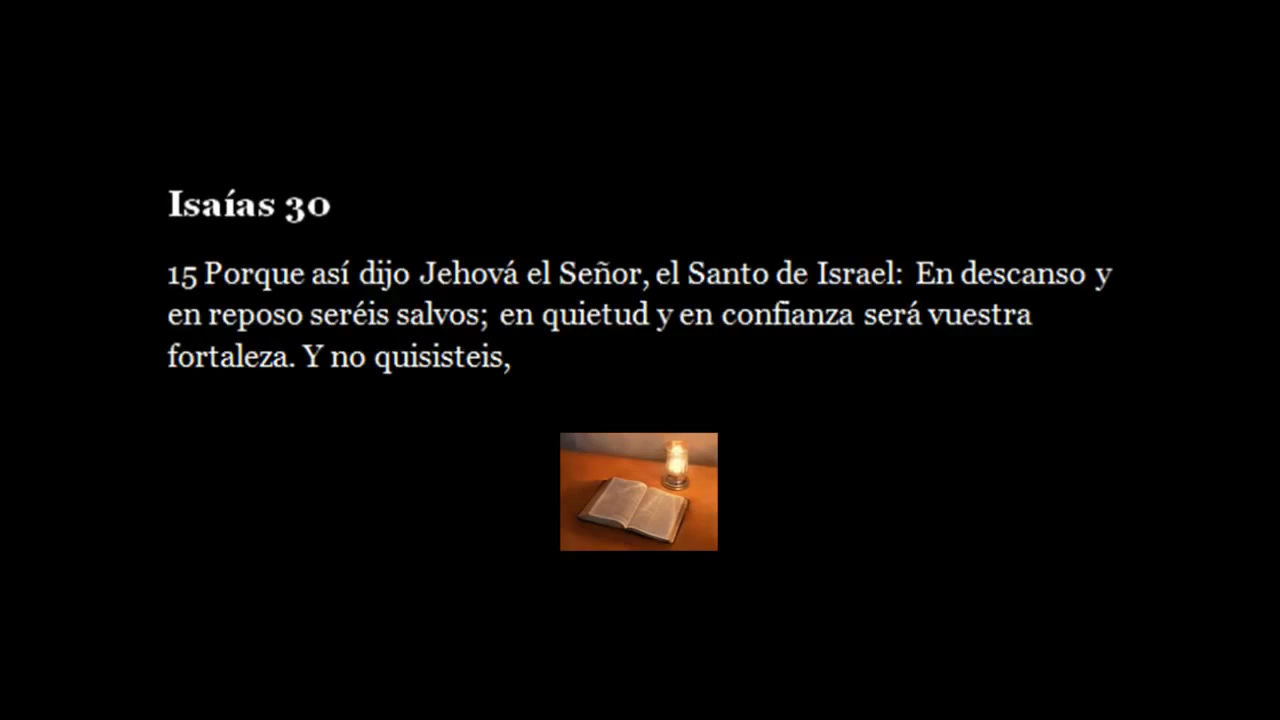 Isaías 30
15 Porque así dijo Jehová el Señor, el Santo de Israel: En descanso y
en reposo seréis salvos; en quietud y en confianza será vuestra
fortaleza. Y no quisisteis,